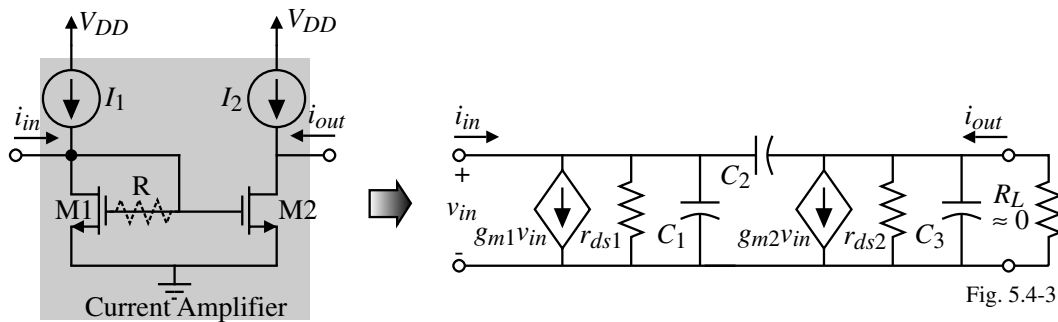 V_DD
V_DD
I_1
I_2
i_in
i_out
R
M1
M2
Current Amplifier
i_in
i_out
+
C_2
v_in
R_L
≈0
g_m1v_in
r_ds1
C_1
g_m2v_in
r_ds2
C_3
-
Fig. 5.4-3